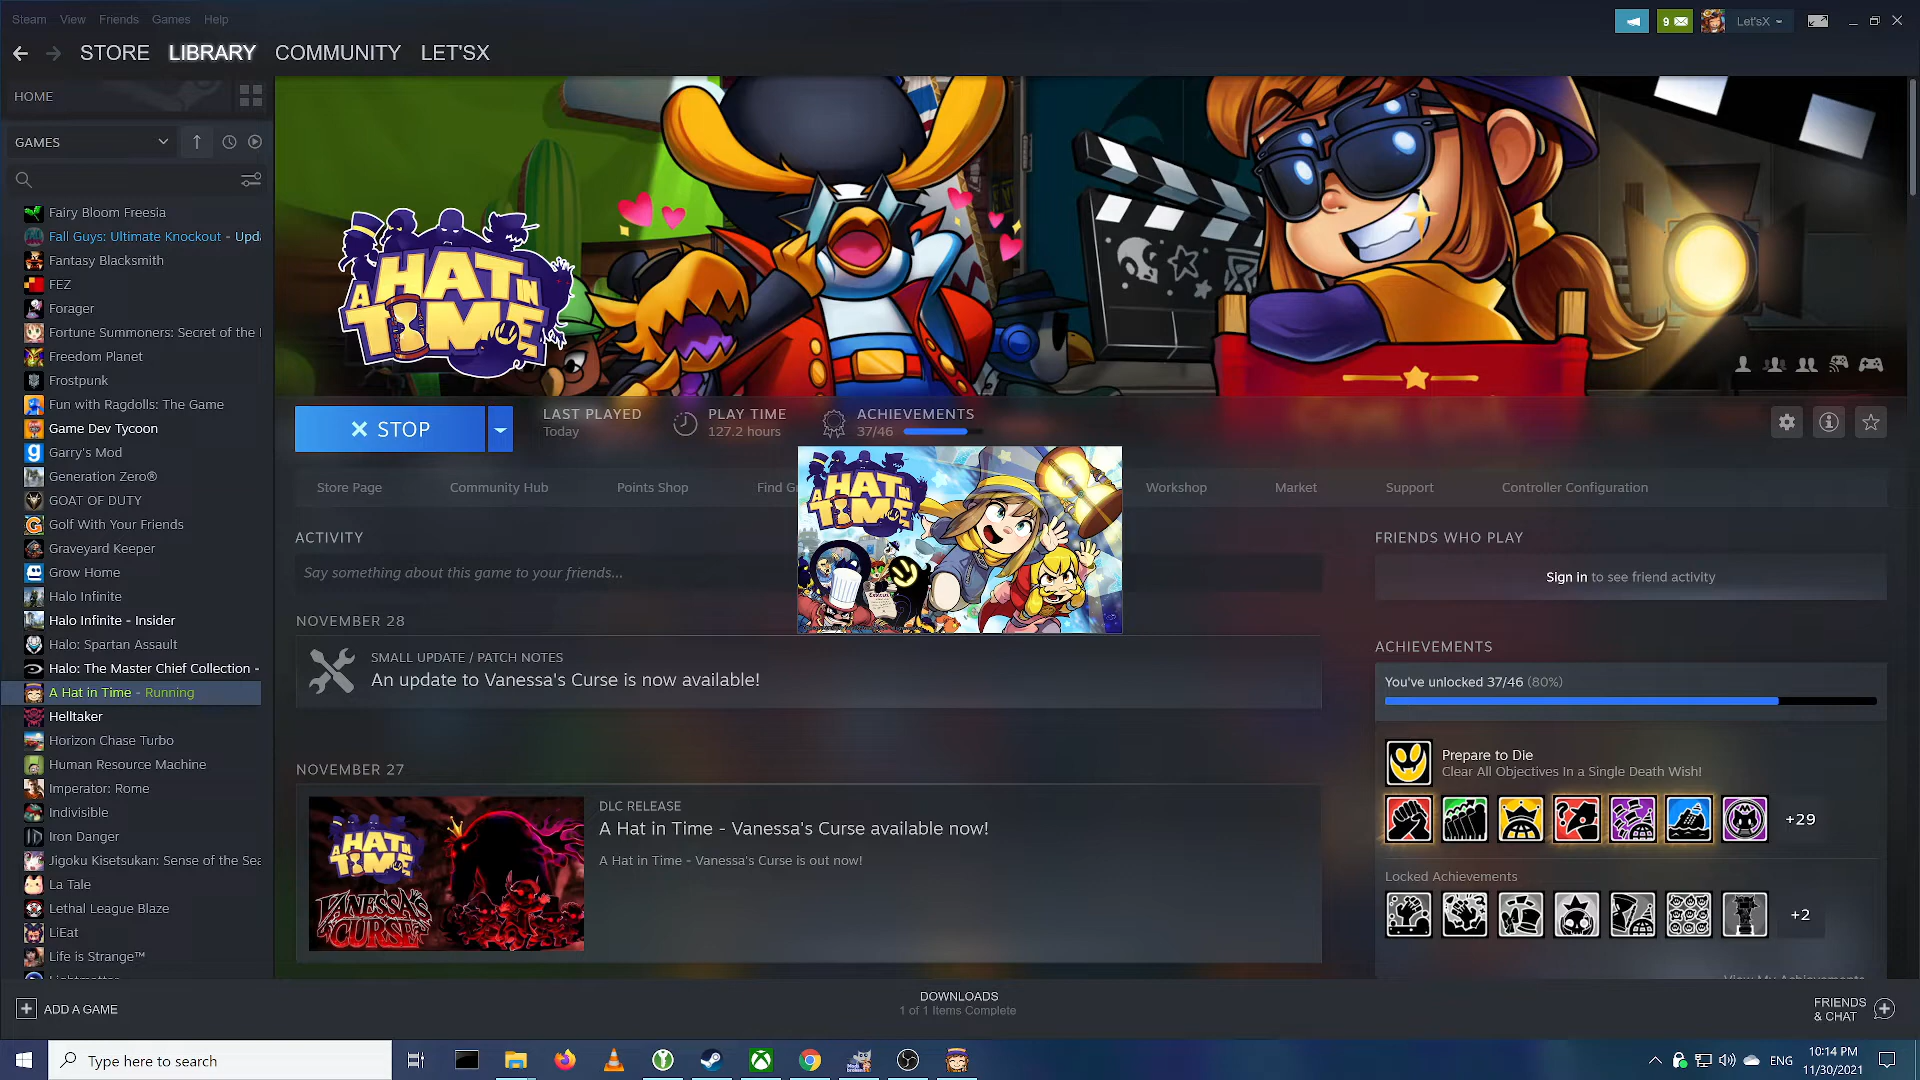 Steam View Friends Games Help
9
Let'sX
STORE LIBRARY COMMUNITY LET'SX
HOME
GAMES
Fairy Bloom Freesia
Fall Guys: Ultimate Knockout - Upd
Fantasy Blacksmith
FEZ
Forager
Fortune Summoners: Secret of the
Freedom Planet
Frostpunk
Fun with Ragdolls: The Game
Game Dev Tycoon
Garry's Mod
Generation Zero®
GOAT OF DUTY
Golf With Your Friends
Graveyard Keeper
Grow Home
Halo Infinite
Halo Infinite - Insider
Halo: Spartan Assault
Halo: The Master Chief Collection -
A Hat in Time - Running
Helltaker
Horizon Chase Turbo
Human Resource Machine
Imperator: Rome
Indivisible
Iron Danger
Jigoku Kisetsukan: Sense of the Sea
La Tale
Lethal League Blaze
LiEat
Life is Strange™
A HAT IN TIME
STOP
LAST PLAYED
Today
PLAY TIME
127.2 hours
ACHIEVEMENTS
37/46
Store Page Community Hub Points Shop Find G Workshop Market Support Controller Configuration
A HAT IN TIME
ACTIVITY
Say something about this game to your friends...
NOVEMBER 28
SMALL UPDATE / PATCH NOTES
An update to Vanessa's Curse is now available!
NOVEMBER 27
A HAT IN TIME
VANESSA'S CURSE
DLC RELEASE
A Hat in Time - Vanessa's Curse available now!
A Hat in Time - Vanessa's Curse is out now!
FRIENDS WHO PLAY
Sign in to see friend activity
ACHIEVEMENTS
You've unlocked 37/46 (80%)
Prepare to Die
Clear All Objectives In a Single Death Wish!
+29
Locked Achievements
+2
ADD A GAME
DOWNLOADS
1 of 1 Items Complete
FRIENDS
& CHAT
Type here to search
ENG
10:14 PM
11/30/2021